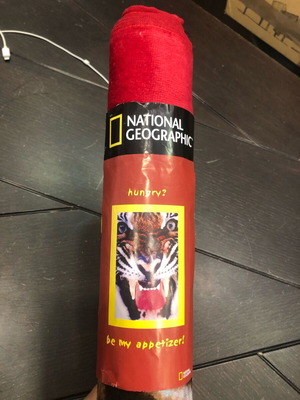 NATIONAL
GEOGRAPHIC
hungry?
be my appetizer!